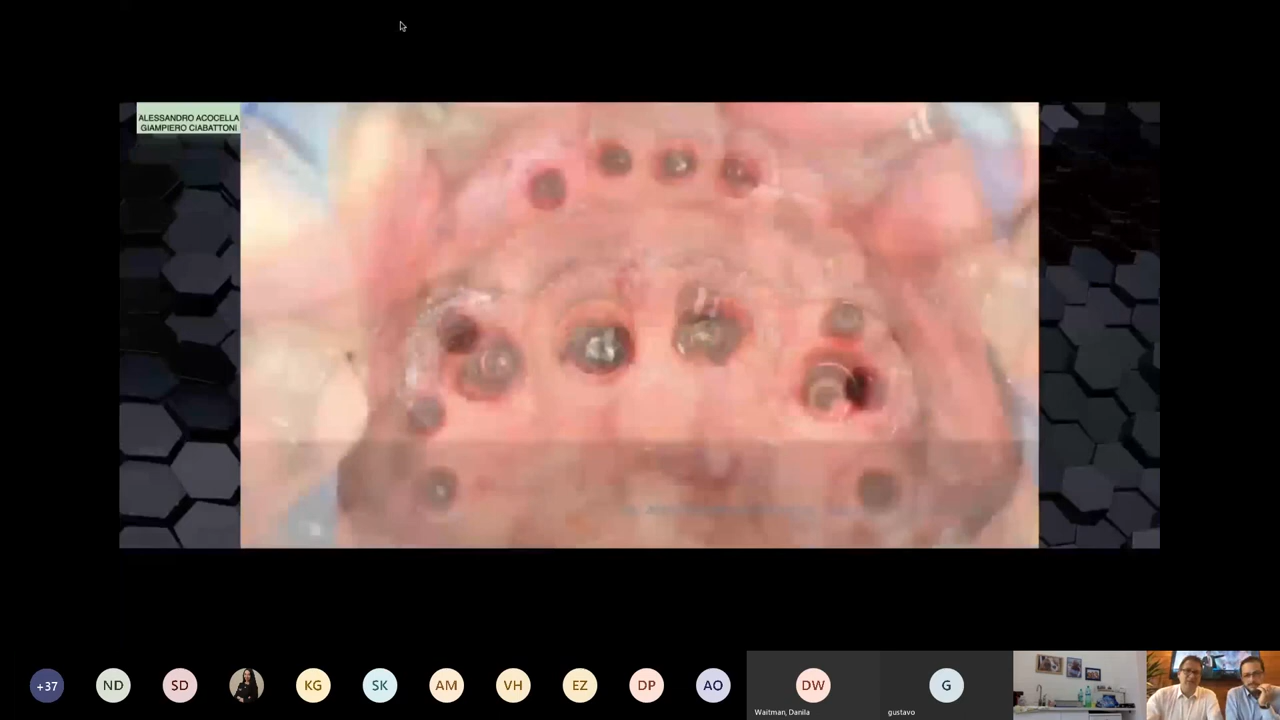 ALESSANDRO ACOCELLA
GIAMPIERO CIABATTONI
+37
ND
SD
KG
SK
AM
VH
EZ
DP
AO
DW
G
Waitman, Danila
gustavo